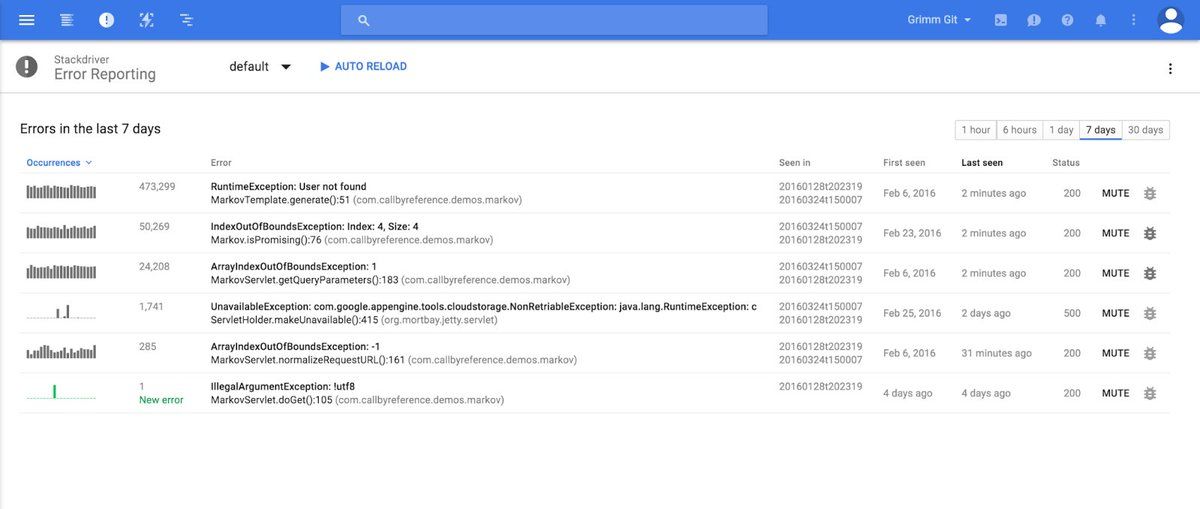 Grimm Git
Stackdriver
Error Reporting
default
AUTO RELOAD
Errors in the last 7 days
1 hour 6 hours 1 day 7 days 30 days
Occurrences Error Seen in First seen Last seen Status
473,299 RuntimeException: User not found 20160128t202319 Feb 6, 2016 2 minutes ago 200 MUTE
MarkovTemplate.generate():51 (com.callbyreference.demos.markov) 20160324t150007
50,269 IndexOutOfBoundsException: Index: 4, Size: 4 20160324t150007 Feb 23, 2016 2 minutes ago 200 MUTE
Markov.isPromising():76 (com.callbyreference.demos.markov) 20160128t202319
24,208 ArrayIndexOutOfBoundsException: 1 20160324t150007 Feb 6, 2016 2 minutes ago 200 MUTE
MarkovServlet.getQueryParameters():183 (com.callbyreference.demos.markov) 20160128t202319
1,741 UnavailableException: com.google.appengine.tools.cloudstorage.NonRetriableException: java.lang.RuntimeException: c 20160324t150007 Feb 25, 2016 2 days ago 500 MUTE
ServletHolder.makeUnavailable():415 (org.mortbay.jetty.servlet) 20160128t202319
285 ArrayIndexOutOfBoundsException: -1 20160128t202319 Feb 6, 2016 31 minutes ago 200 MUTE
MarkovServlet.normalizeRequestURL():161 (com.callbyreference.demos.markov) 20160324t150007
1 IllegalArgumentException: !utf8 20160128t202319 4 days ago 4 days ago 200 MUTE
New error MarkovServlet.doGet():105 (com.callbyreference.demos.markov)